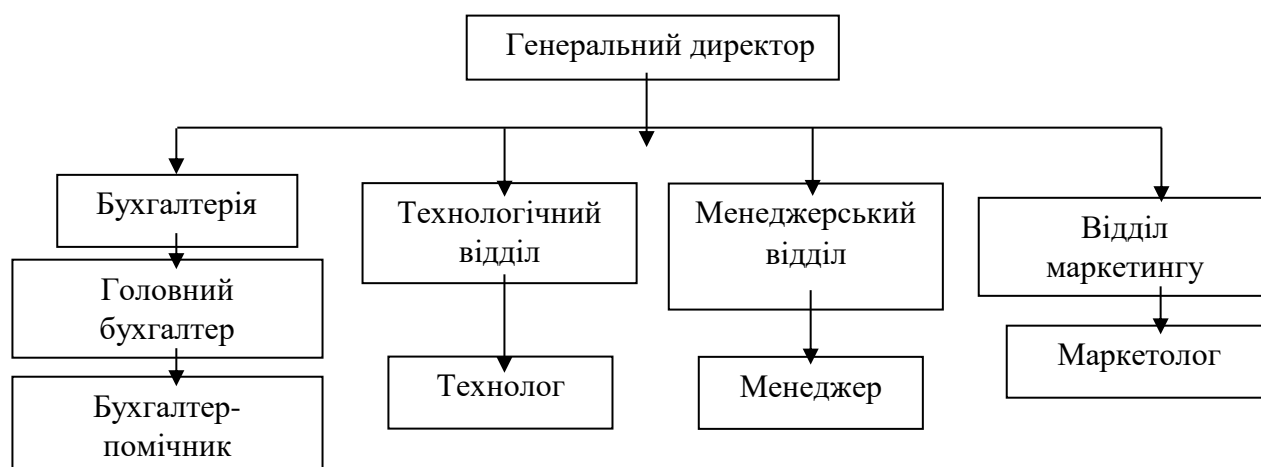 Генеральний директор
Бухгалтерія
Технологічний
відділ
Менеджерський
відділ
Відділ
маркетингу
Головний
бухгалтер
Технолог
Менеджер
Маркетолог
Бухгалтер-
помічник